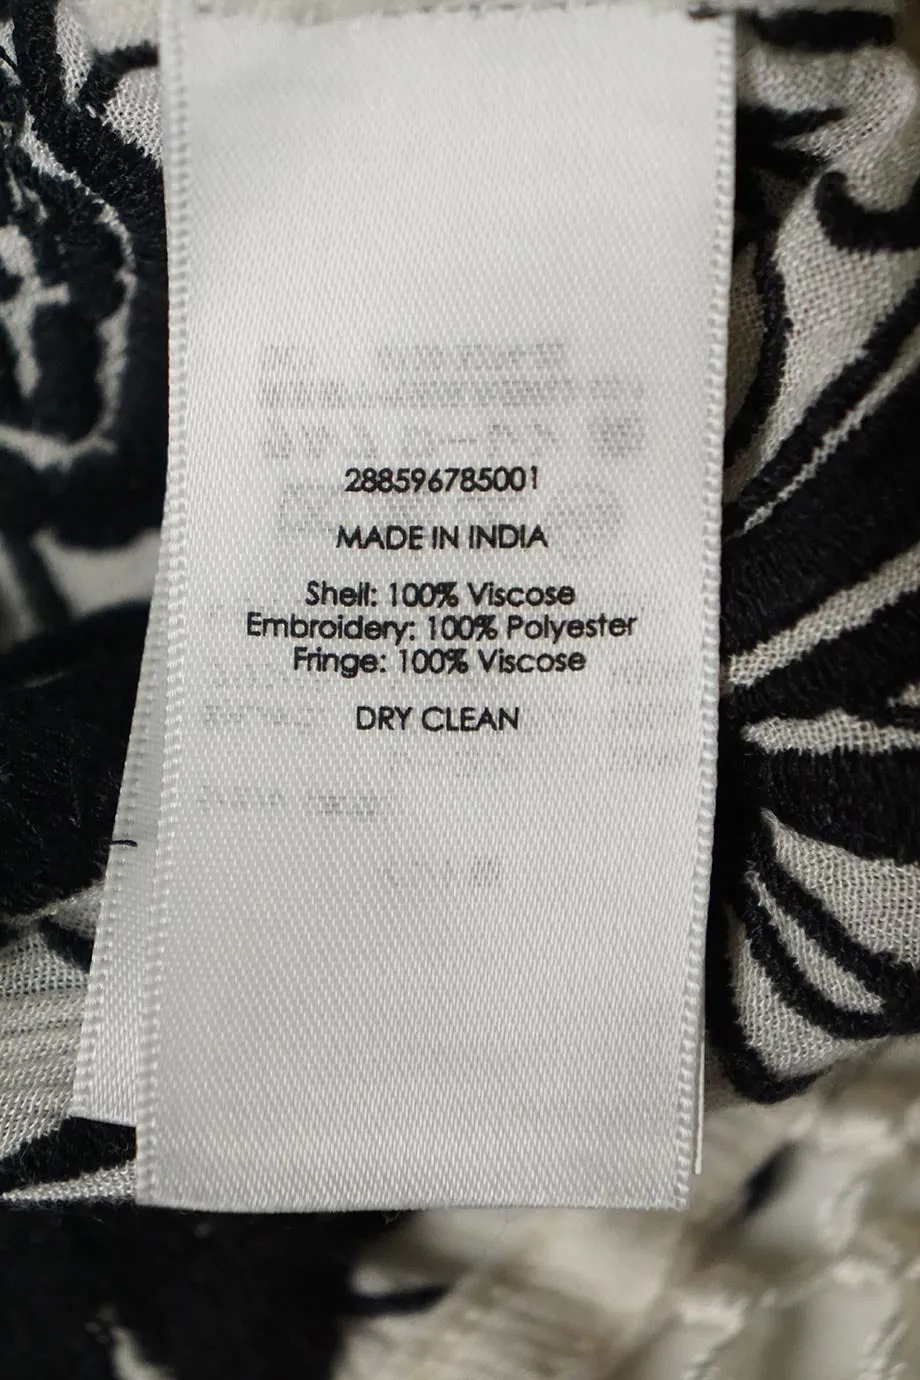 288596785001
MADE IN INDIA
Shell: 100% Viscose
Embroidery: 100% Polyester
Fringe: 100% Viscose
DRY CLEAN